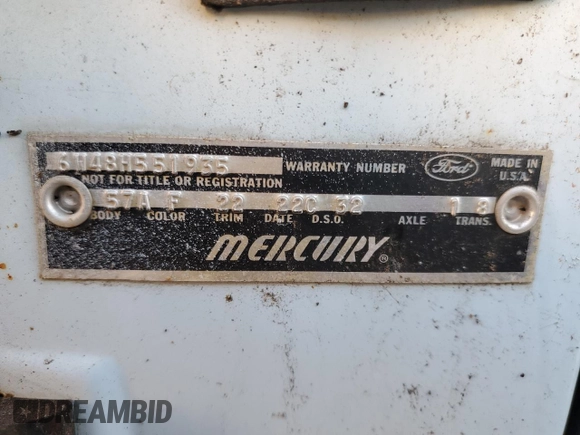 6H48H551935 WARRANTY NUMBER Ford MADE IN U.S.A.
NOT FOR TITLE OR REGISTRATION
57A F 22 22C 32 1 8
BODY COLOR TRIM DATE D.S.O. AXLE TRANS.
MERCURY®
DREAMBID